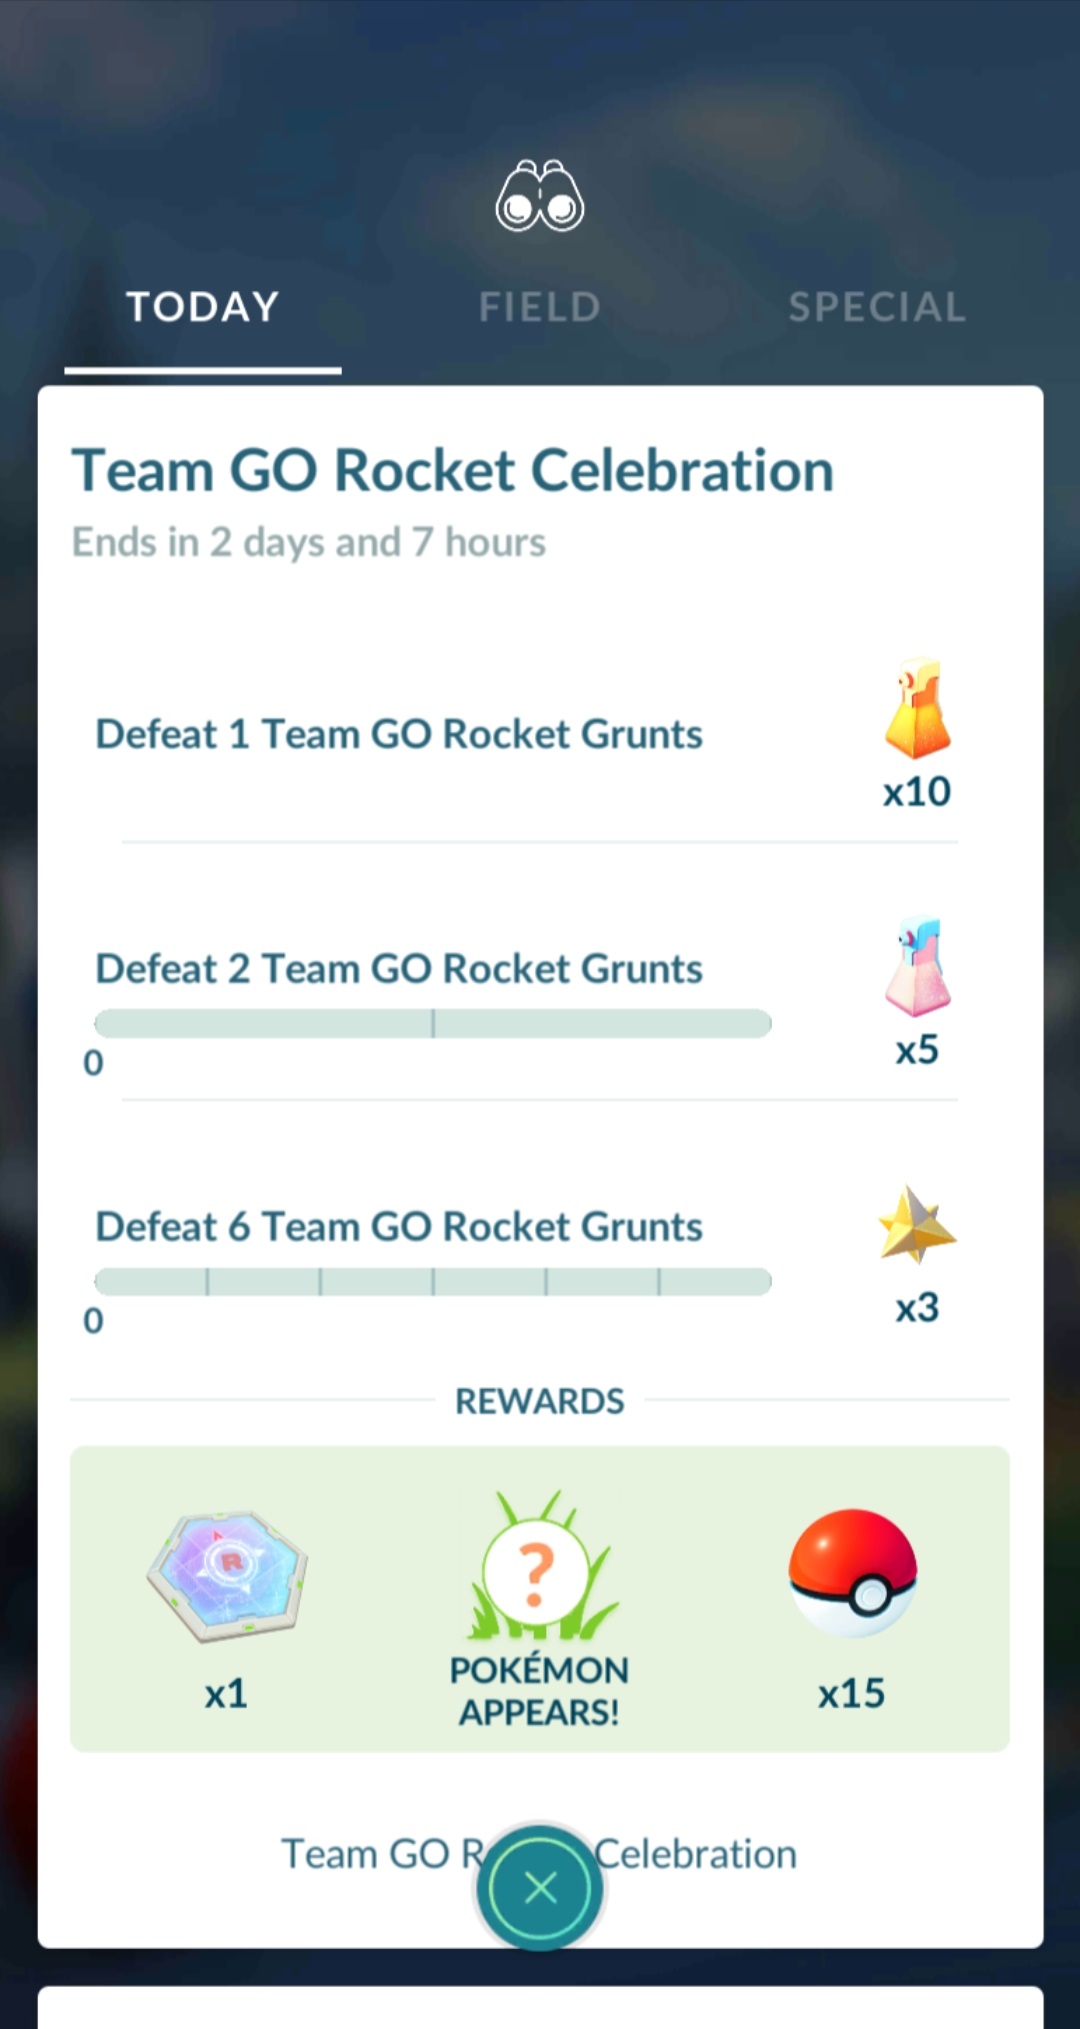 TODAY
FIELD
SPECIAL
Team GO Rocket Celebration
Ends in 2 days and 7 hours
Defeat 1 Team GO Rocket Grunts
x10
Defeat 2 Team GO Rocket Grunts
0
x5
Defeat 6 Team GO Rocket Grunts
0
x3
REWARDS
R
?
x1
POKÉMON
APPEARS!
x15
Team GO R Celebration